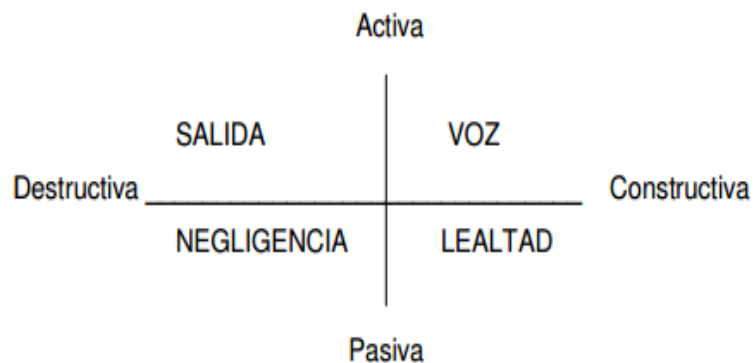 Activa
SALIDA VOZ
Destructiva Constructiva
NEGLIGENCIA LEALTAD
Pasiva